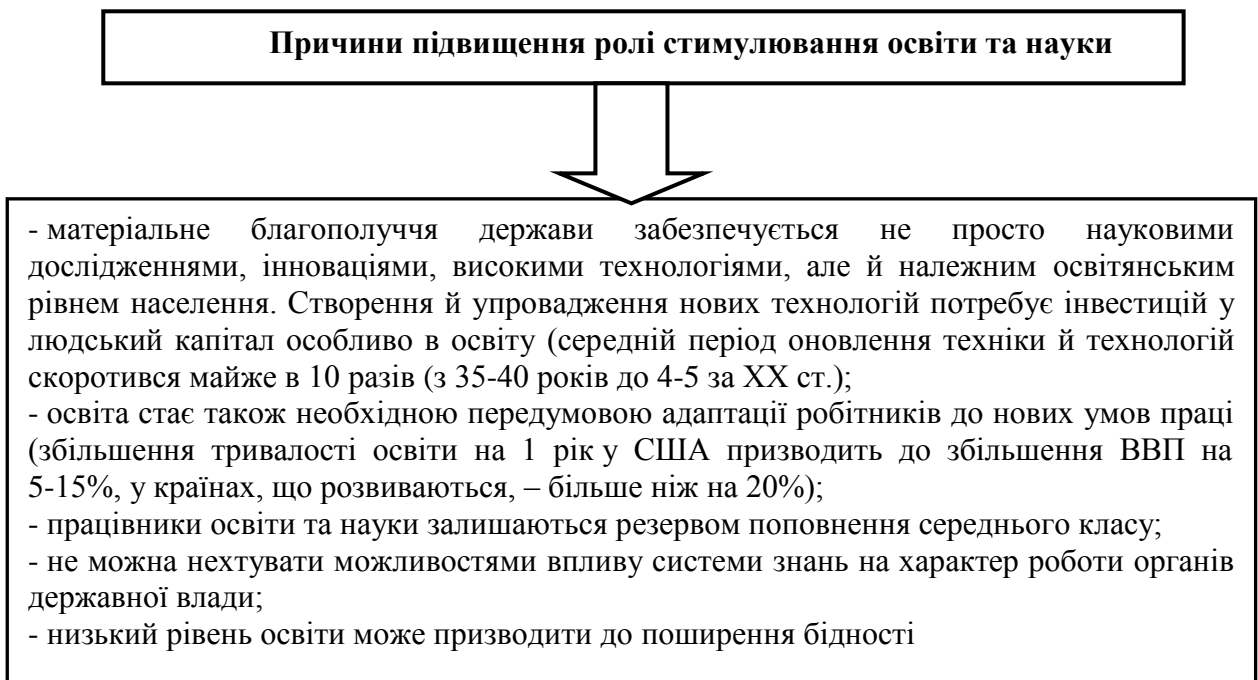 Причини підвищення ролі стимулювання освіти та науки
- матеріальне благополуччя держави забезпечується не просто науковими
дослідженнями, інноваціями, високими технологіями, але й належним освітянським
рівнем населення. Створення й упровадження нових технологій потребує інвестицій у
людський капітал особливо в освіту (середній період оновлення техніки й технологій
скоротився майже в 10 разів (з 35-40 років до 4-5 за ХХ ст.);
- освіта стає також необхідною передумовою адаптації робітників до нових умов праці
(збільшення тривалості освіти на 1 рік у США призводить до збільшення ВВП на
5-15%, у країнах, що розвиваються, – більше ніж на 20%);
- працівники освіти та науки залишаються резервом поповнення середнього класу;
- не можна нехтувати можливостями впливу системи знань на характер роботи органів
державної влади;
- низький рівень освіти може призводити до поширення бідності